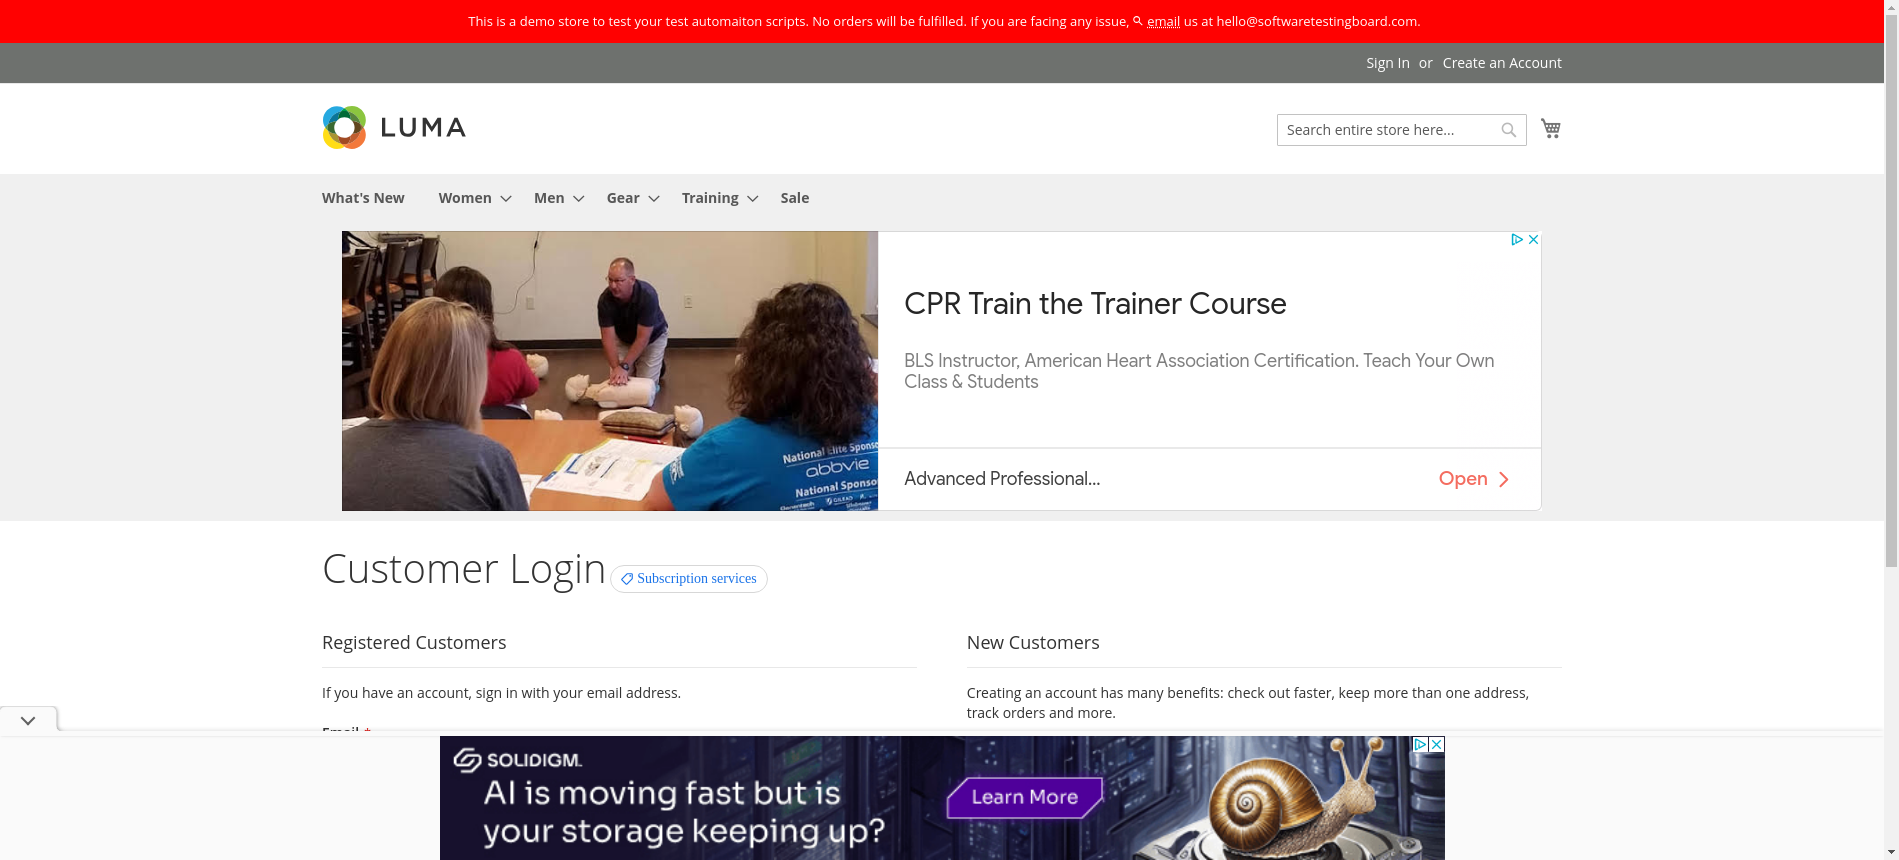 This is a demo store to test your test automaiton scripts. No orders will be fulfilled. If you are facing any issue, email us at hello@softwaretestingboard.com.
Sign In or Create an Account
LUMA
Search entire store here...
What's New Women Men Gear Training Sale
CPR Train the Trainer Course
BLS Instructor, American Heart Association Certification. Teach Your Own
Class & Students
National Elite Sponso
abbvie
National Sponso
GILEAD
Advanced Professional...
Open
Customer Login
Subscription services
Registered Customers
If you have an account, sign in with your email address.
Email *
New Customers
Creating an account has many benefits: check out faster, keep more than one address,
track orders and more.
SOLIDIGM
AI is moving fast but is
your storage keeping up?
Learn More